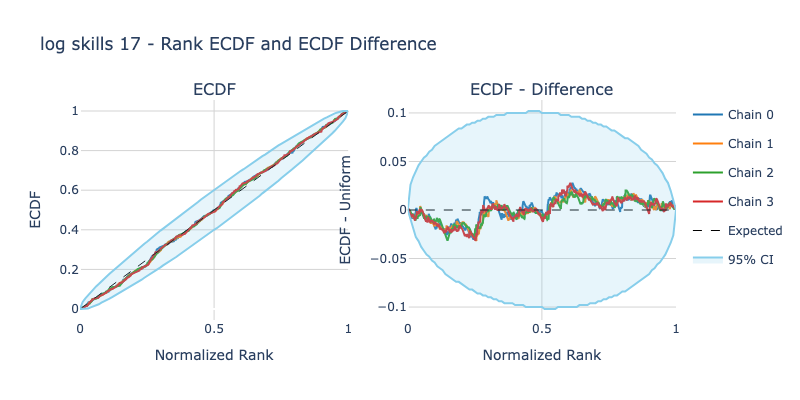 log skills 17 - Rank ECDF and ECDF Difference
ECDF
ECDF
1
0.8
0.6
0.4
0.2
0
0
0.5
1
Normalized Rank
ECDF - Difference
ECDF - Uniform
0.1
0.05
0
−0.05
−0.1
0
0.5
1
Normalized Rank
Chain 0
Chain 1
Chain 2
Chain 3
Expected
95% CI